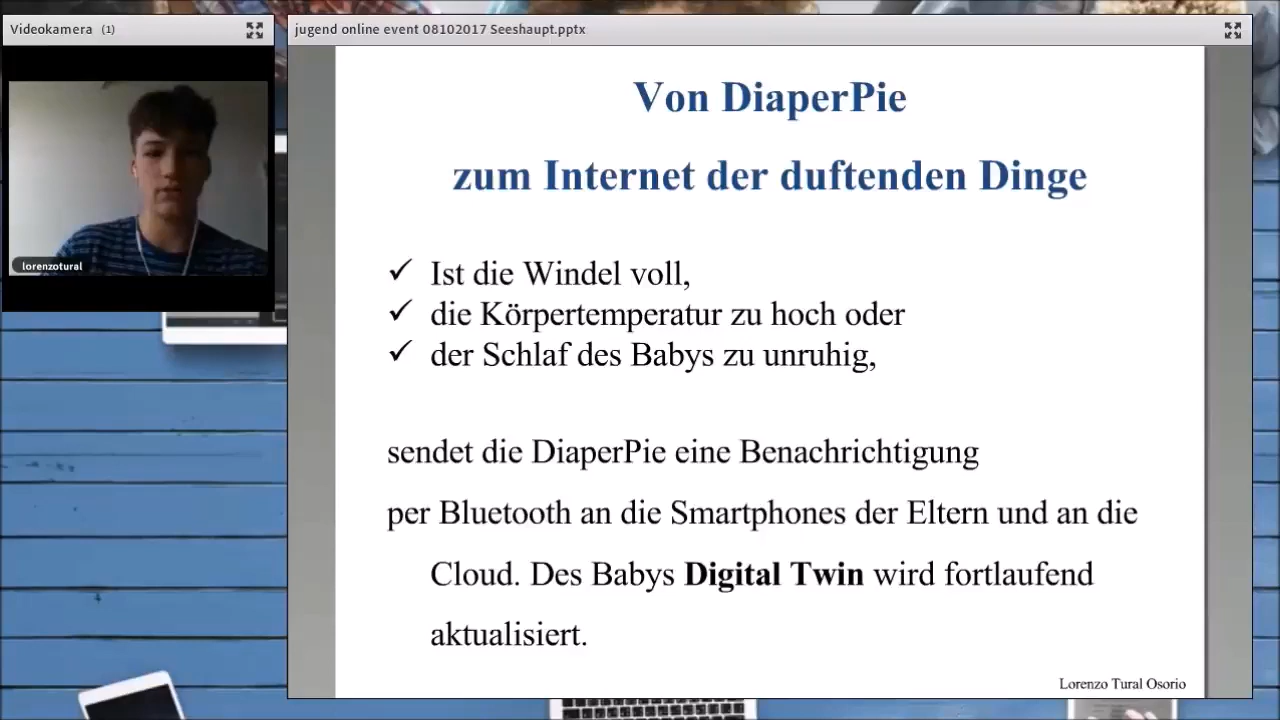 Videokamera (1)
lorenzotural
jugend online event 08102017 Seeshaupt.pptx
Von DiaperPie
zum Internet der duftenden Dinge
✓ Ist die Windel voll,
✓ die Körpertemperatur zu hoch oder
✓ der Schlaf des Babys zu unruhig,
sendet die DiaperPie eine Benachrichtigung
per Bluetooth an die Smartphones der Eltern und an die
Cloud. Des Babys Digital Twin wird fortlaufend
aktualisiert.
Lorenzo Tural Osorio